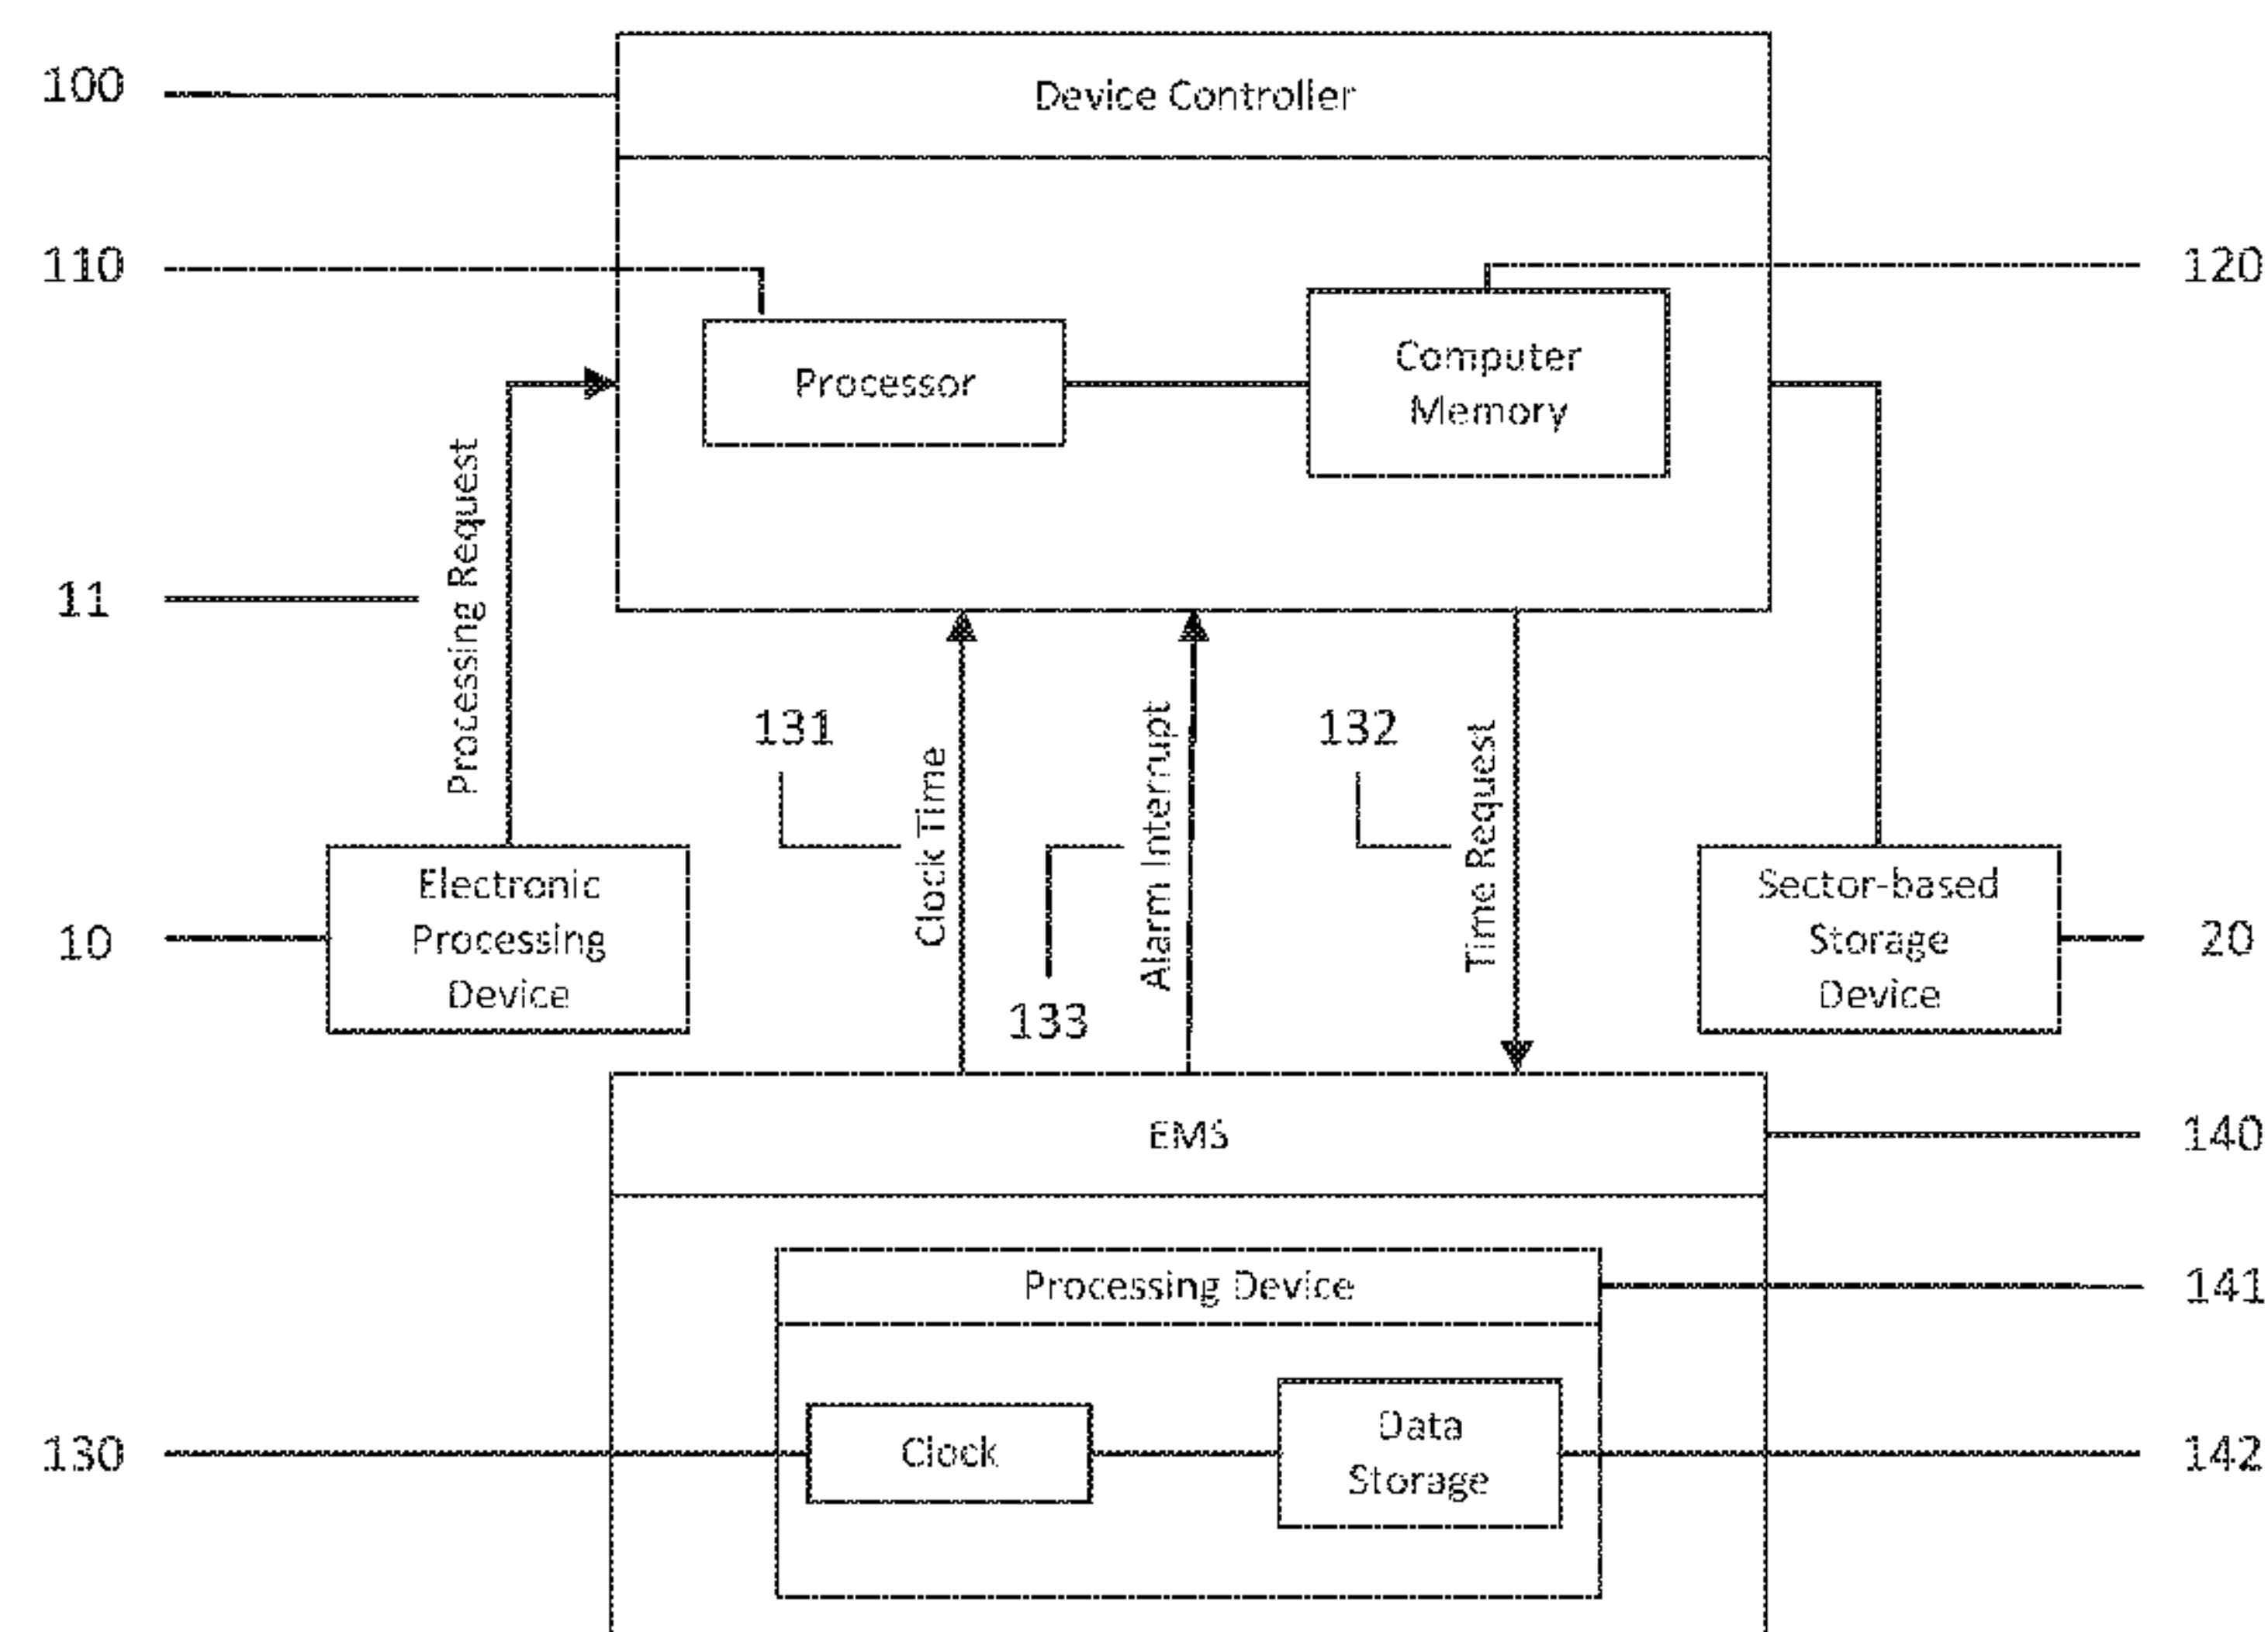 100
Device Controller
110
120
Processor
Computer
Memory
Processing Request
11
131
132
Clock Time
Alarm Interrupt
Time Request
Electronic
Processing
Device
10
133
Sector-based
Storage
Device
20
EMS
140
Processing Device
141
130
Clock
Data
Storage
142